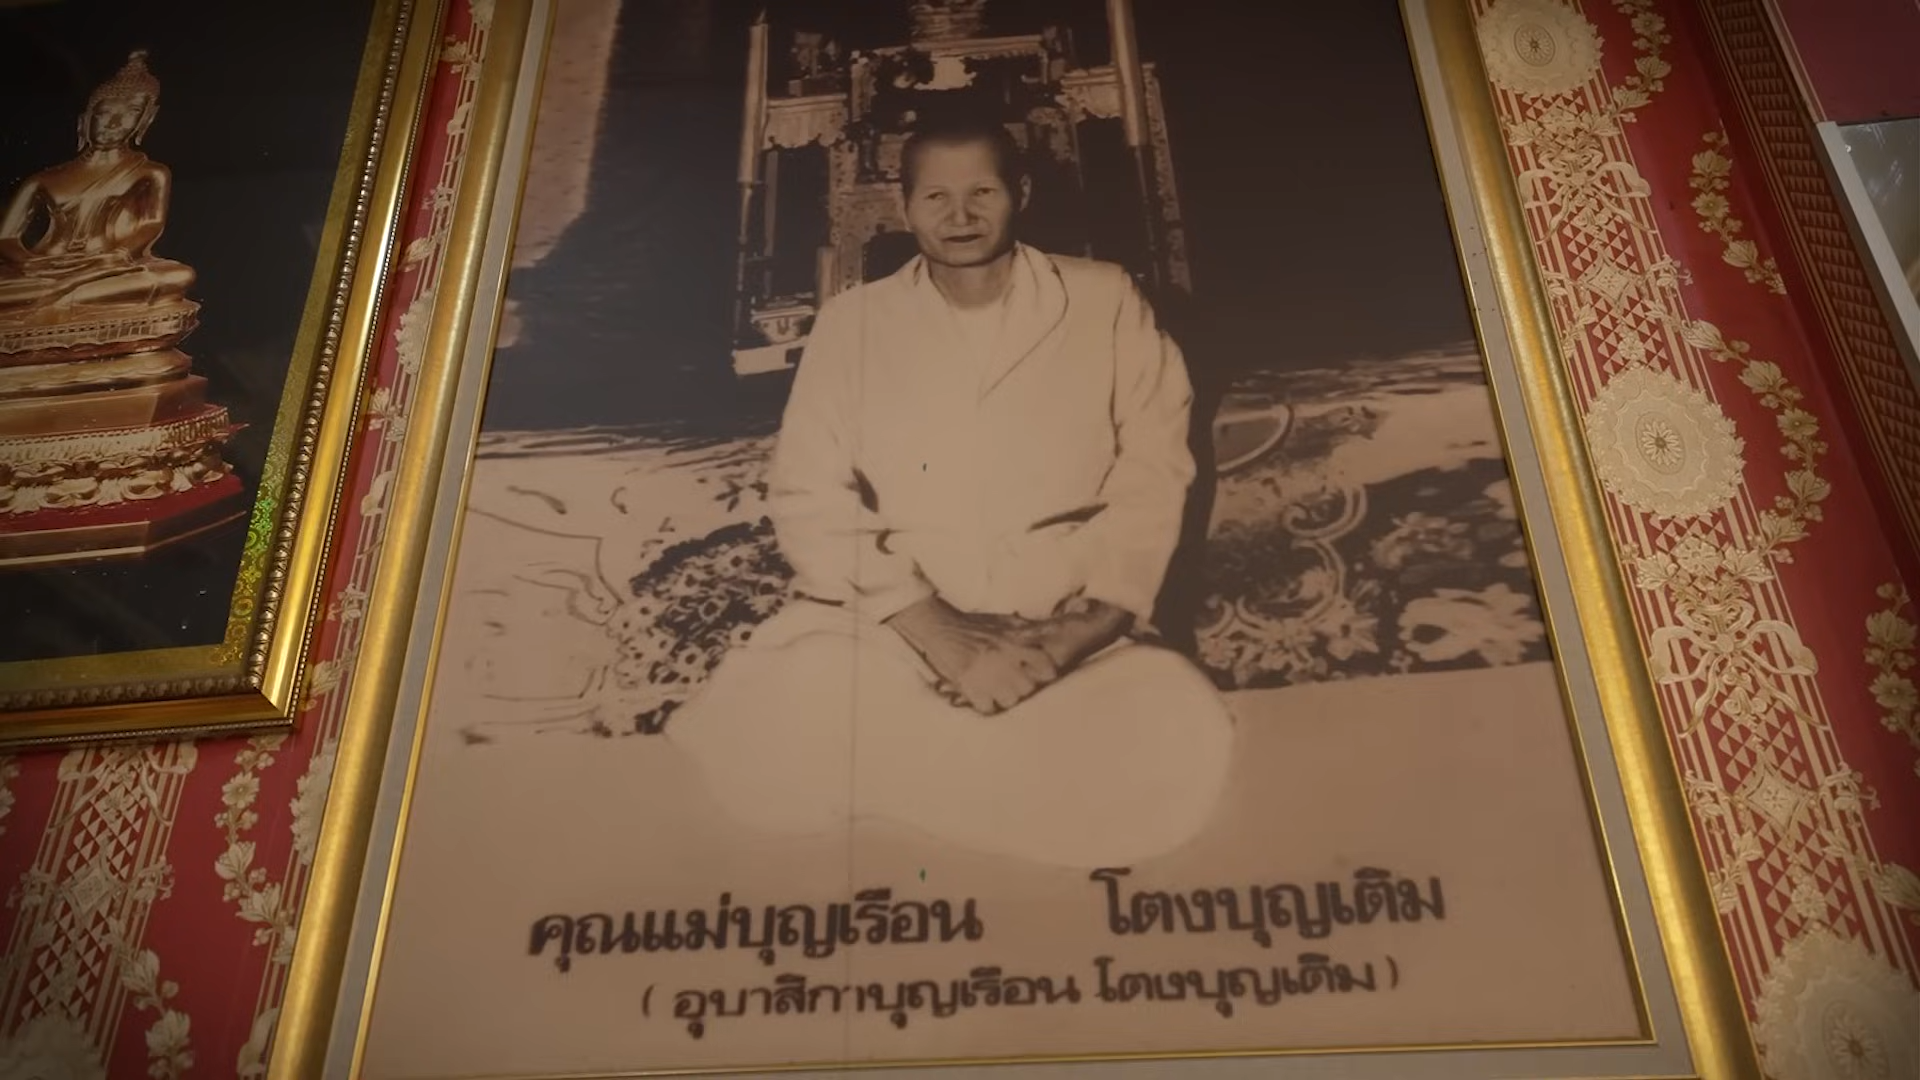 คุณแม่บุญเรือน โตงบุญเติม
( อุบาสิกาบุญเรือน โตงบุญเติม )